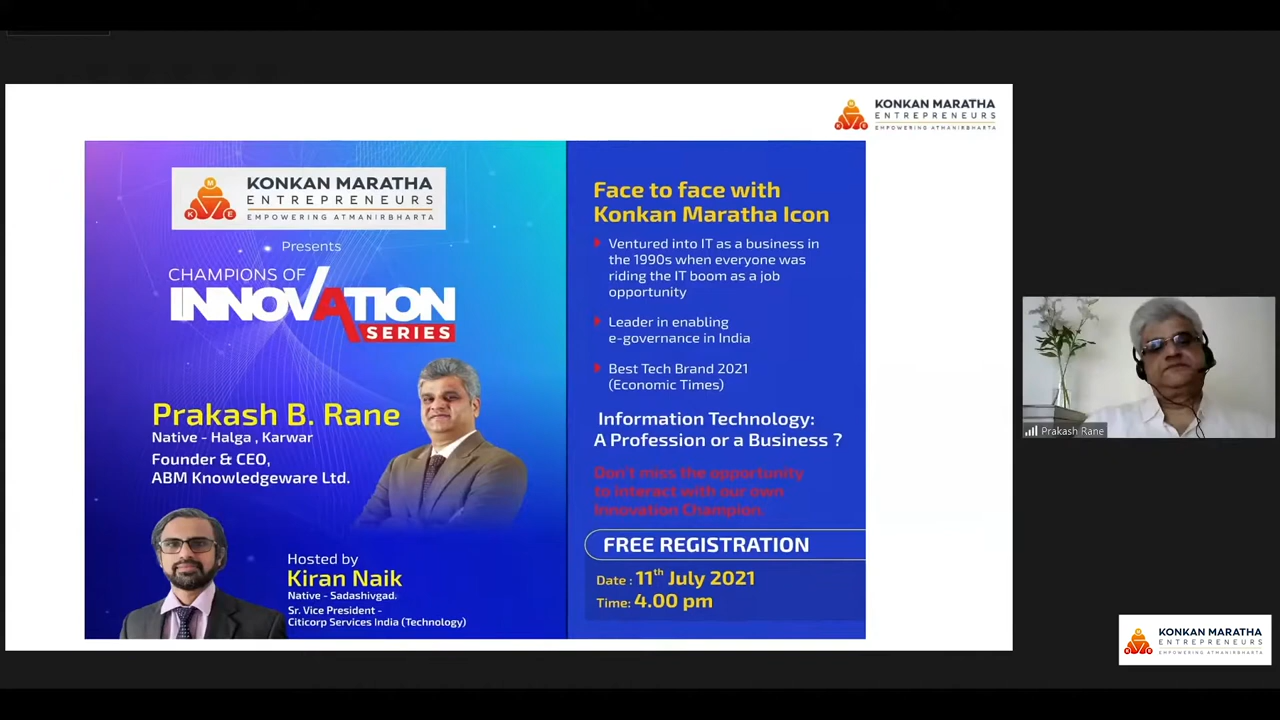 KONKAN MARATHA
ENTREPRENEURS
EMPOWERING ATMANIRBHARTA
M
K E
KONKAN MARATHA
ENTREPRENEURS
EMPOWERING ATMANIRBHARTA
Presents
CHAMPIONS OF
INNOVATION
SERIES
Prakash B. Rane
Native - Halga , Karwar
Founder & CEO,
ABM Knowledgeware Ltd.
Hosted by
Kiran Naik
Native - Sadashivgad.
Sr. Vice President -
Citicorp Services India (Technology)
Face to face with
Konkan Maratha Icon
Ventured into IT as a business in
the 1990s when everyone was
riding the IT boom as a job
opportunity
Leader in enabling
e-governance in India
Best Tech Brand 2021
(Economic Times)
Information Technology:
A Profession or a Business ?
Don't miss the opportunity
to interact with our own
Innovation Champion.
FREE REGISTRATION
Date : 11th July 2021
Time: 4.00 pm
Prakash Rane
KONKAN MARATHA
ENTREPRENEURS
EMPOWERING ATMANIRBHARTA